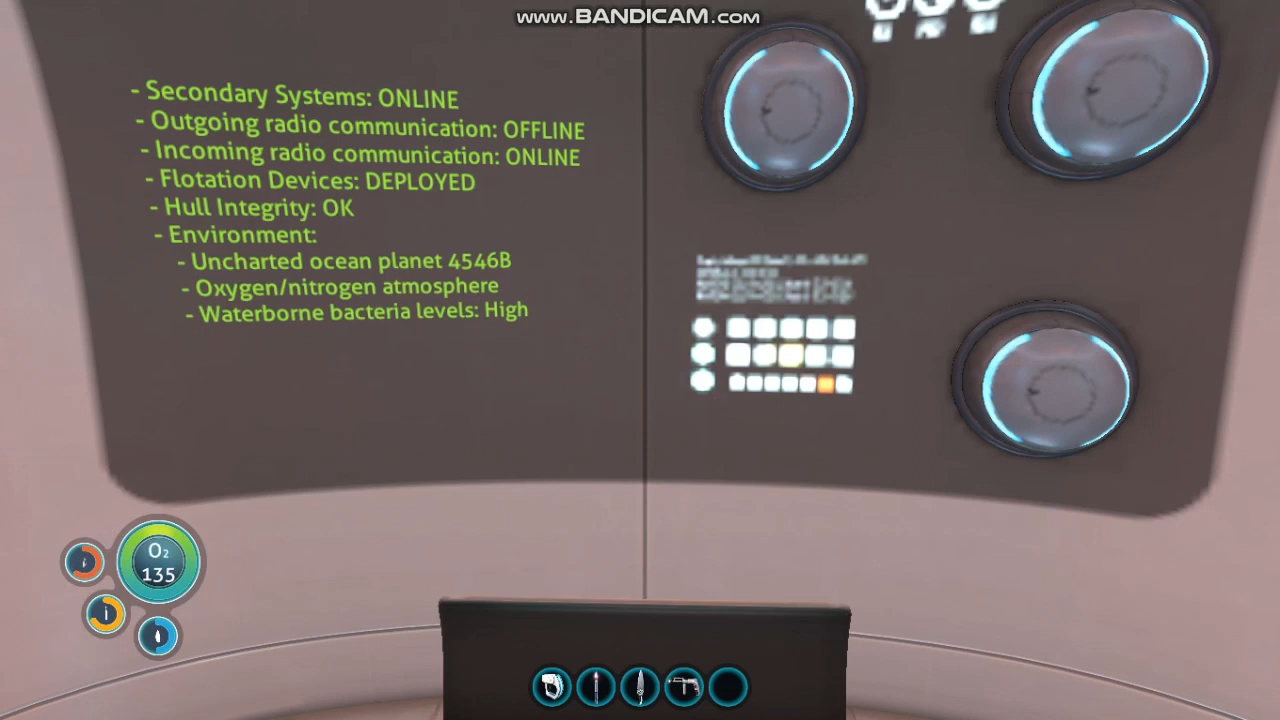 www.BANDICAM.com
- Secondary Systems: ONLINE
- Outgoing radio communication: OFFLINE
- Incoming radio communication: ONLINE
- Flotation Devices: DEPLOYED
- Hull Integrity: OK
- Environment:
- Uncharted ocean planet 4546B
- Oxygen/nitrogen atmosphere
- Waterborne bacteria levels: High
O₂
135